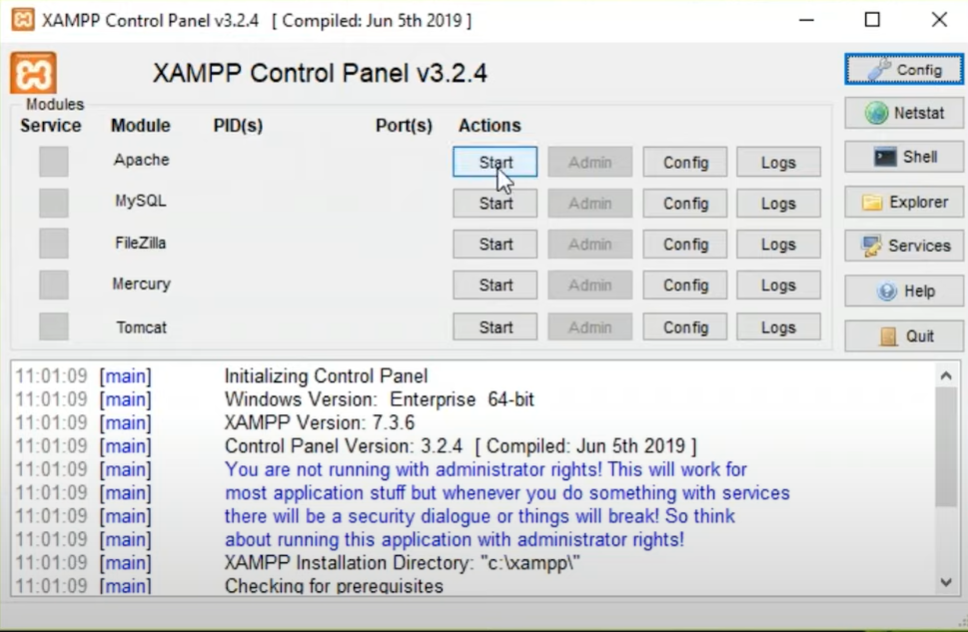 XAMPP Control Panel v3.2.4 [ Compiled: Jun 5th 2019 ]
XAMPP Control Panel v3.2.4
Config
Modules
Service Module PID(s) Port(s) Actions
Netstat
Apache Start Admin Config Logs
Shell
MySQL Start Admin Config Logs
Explorer
FileZilla Start Admin Config Logs
Services
Mercury Start Admin Config Logs
Help
Tomcat Start Admin Config Logs
Quit
11:01:09 [main] Initializing Control Panel
11:01:09 [main] Windows Version: Enterprise 64-bit
11:01:09 [main] XAMPP Version: 7.3.6
11:01:09 [main] Control Panel Version: 3.2.4 [ Compiled: Jun 5th 2019 ]
11:01:09 [main] You are not running with administrator rights! This will work for
11:01:09 [main] most application stuff but whenever you do something with services
11:01:09 [main] there will be a security dialogue or things will break! So think
11:01:09 [main] about running this application with administrator rights!
11:01:09 [main] XAMPP Installation Directory: "c:\xampp\"
11:01:09 [main] Checking for prerequisites